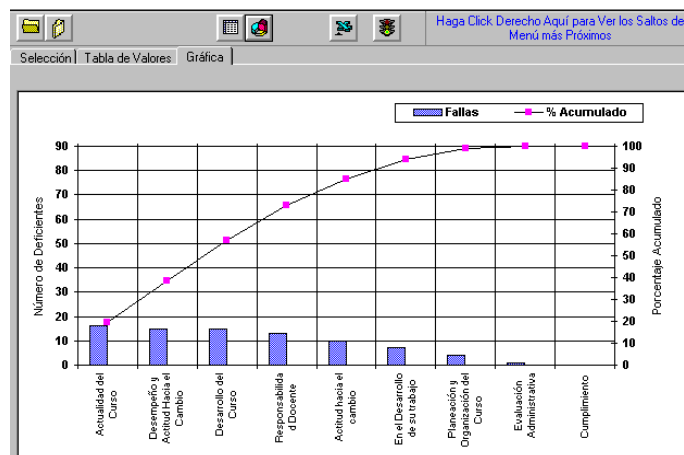 Haga Click Derecho Aquí para Ver los Saltos de
Menú más Próximos
Selección
Tabla de Valores
Gráfica
Fallas
% Acumulado
Número de Deficientes
90
80
70
60
50
40
30
20
10
0
100
90
80
70
60
50
40
30
20
10
0
Porcentaje Acumulado
Actualidad del
Curso
Desempeño y
Actitud Hacia el
Cambio
Desarrollo del
Curso
Responsabilida
d Docente
Actitud hacia el
cambio
En el Desarrollo
de su trabajo
Planeación y
Organización del
Curso
Evaluación
Administrativa
Cumplimiento